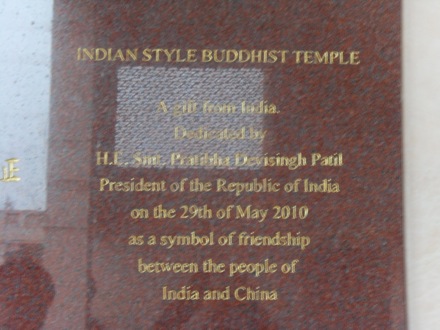 INDIAN STYLE BUDDHIST TEMPLE
A gift from India.
Dedicated by
H.E. Smt. Pratibha Devisingh Patil
President of the Republic of India
on the 29th of May 2010
as a symbol of friendship
between the people of
India and China